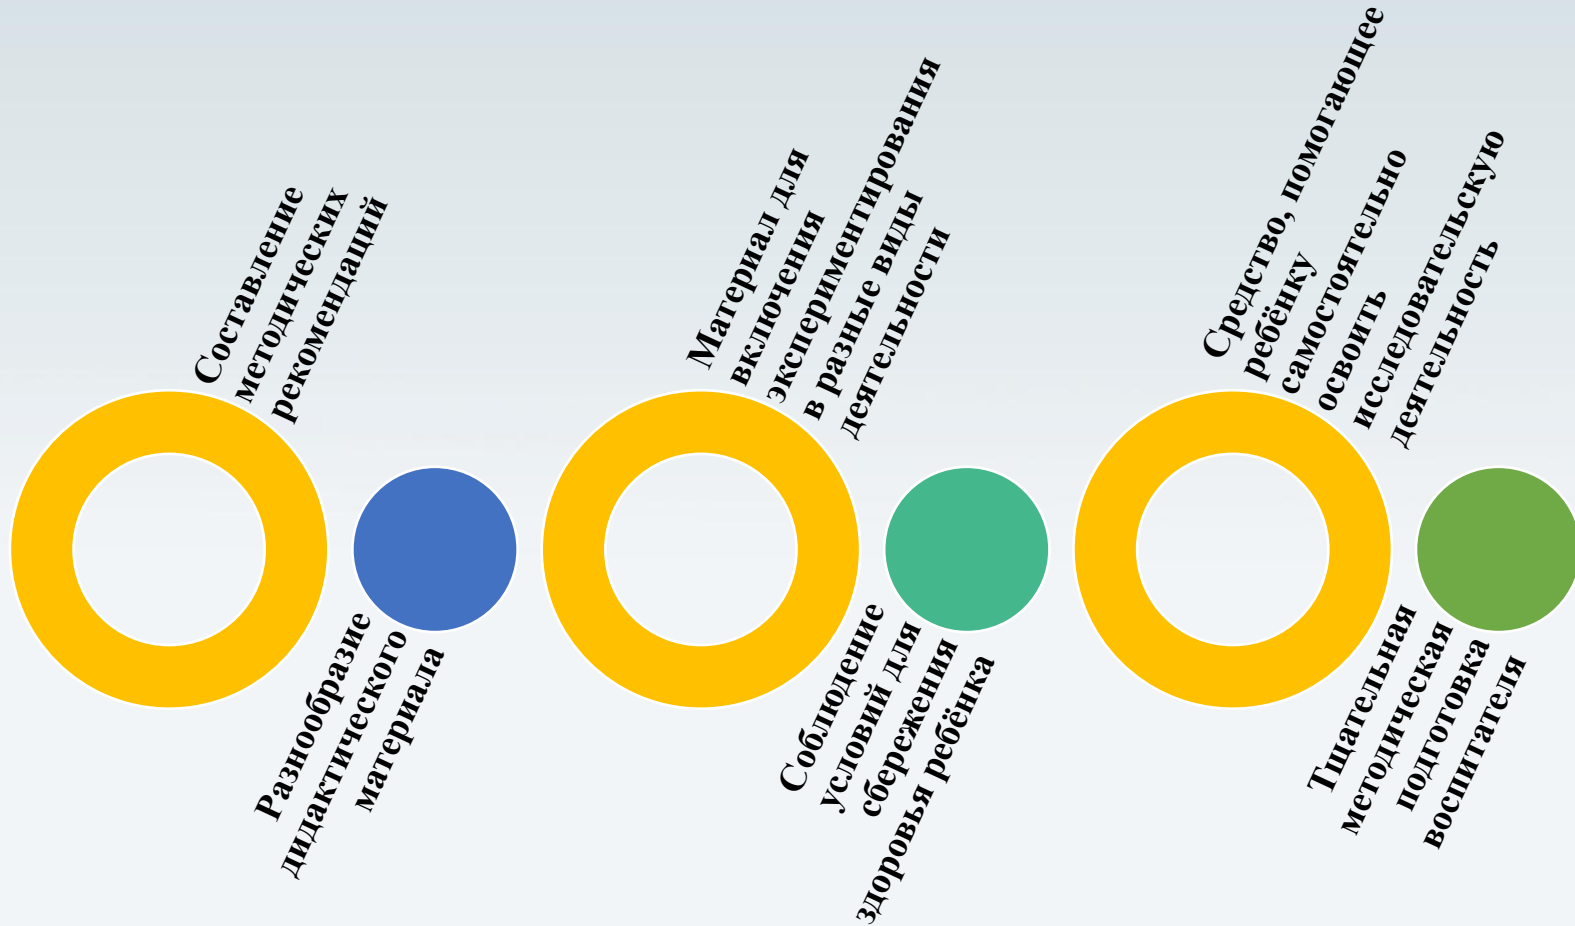 Составление
методических
рекомендаций
Разнообразие
дидактического
материала
Материал для
включения
экспериментирования
в разные виды
деятельности
Соблюдение
условий для
сбережения
здоровья ребёнка
Средство, помогающее
ребёнку
самостоятельно
освоить
исследовательскую
деятельность
Тщательная
методическая
подготовка
воспитателя